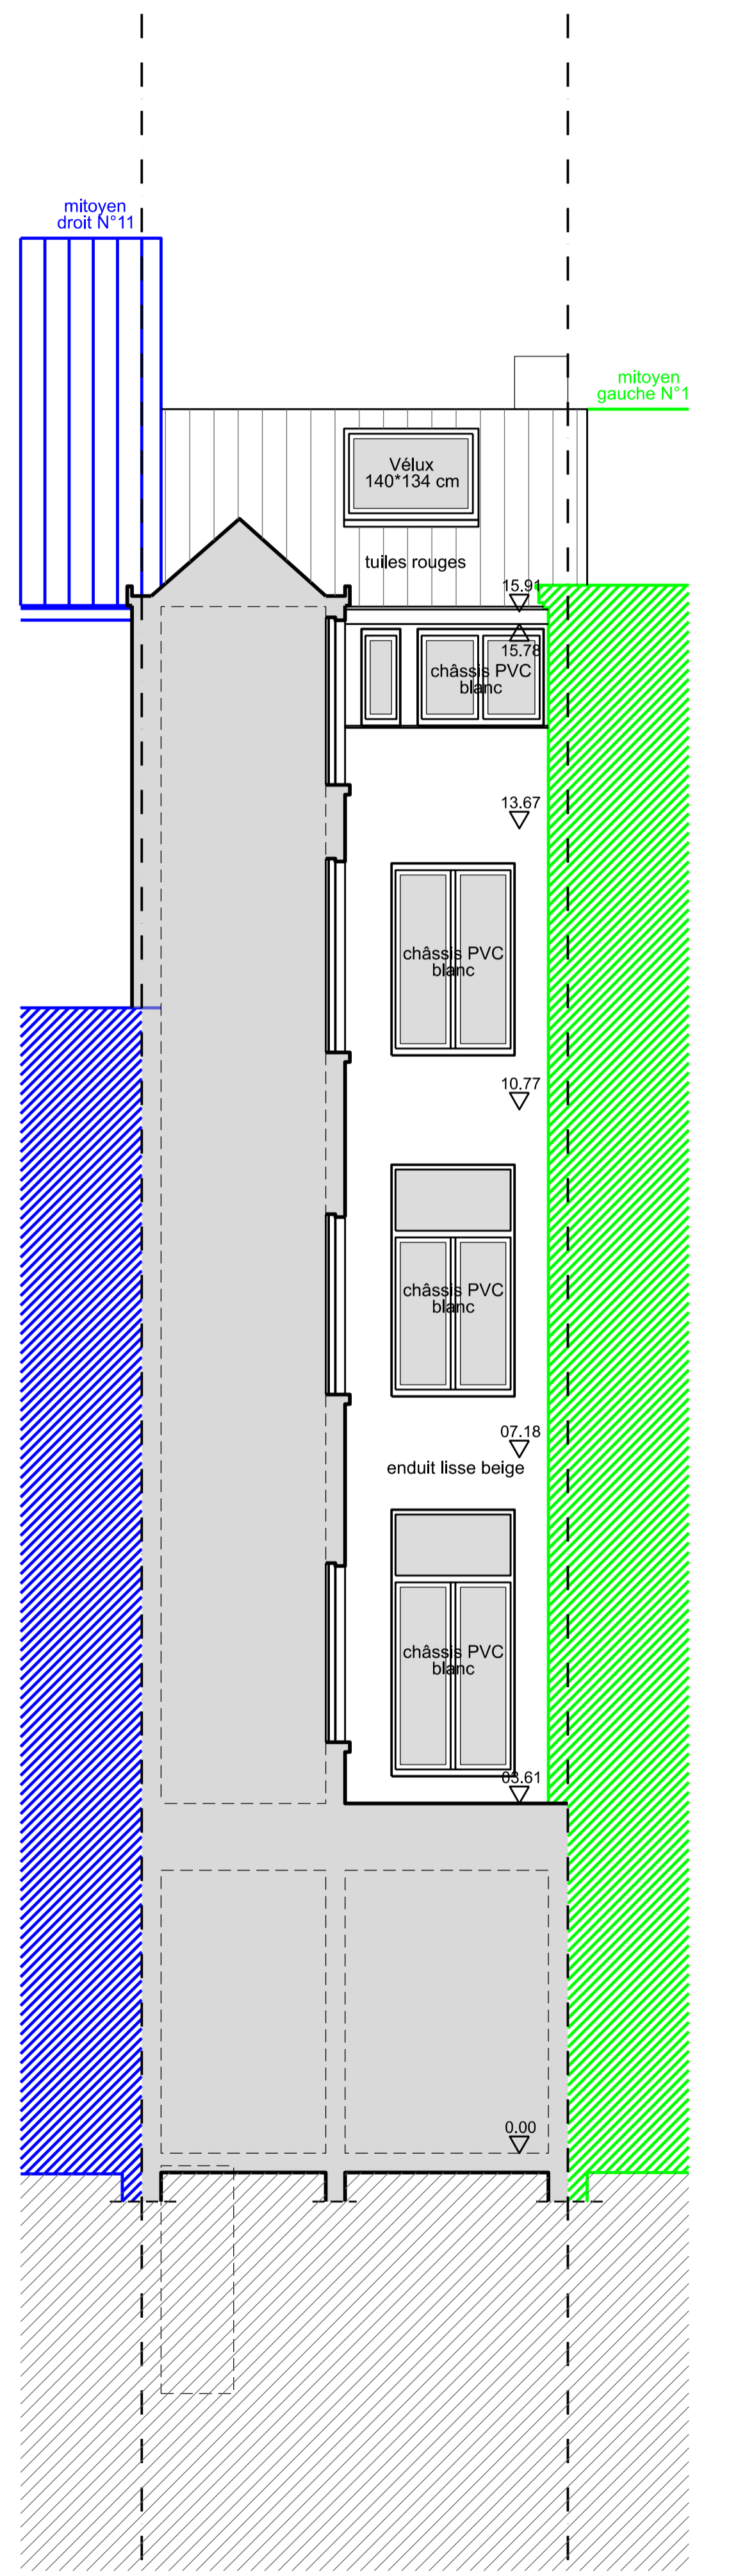 mitoyen
droit N°11
mitoyen
gauche N°1
Vélux
140*134 cm
tuiles rouges
15.91
15.78
châssis PVC
blanc
13.67
châssis PVC
blanc
10.77
châssis PVC
blanc
07.18
enduit lisse beige
châssis PVC
blanc
03.61
0.00